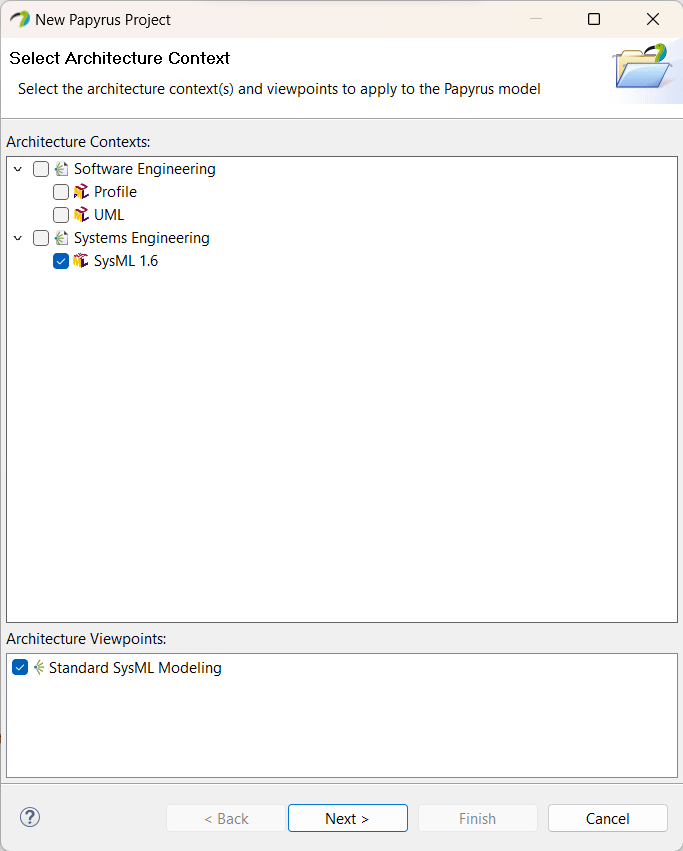 New Papyrus Project
Select Architecture Context
Select the architecture context(s) and viewpoints to apply to the Papyrus model
Architecture Contexts:
Software Engineering
Profile
UML
Systems Engineering
SysML 1.6
Architecture Viewpoints:
Standard SysML Modeling
? < Back Next > Finish Cancel